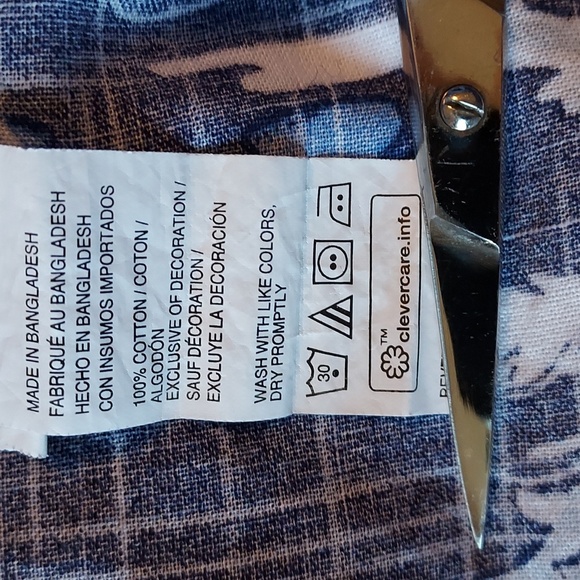 MADE IN BANGLADESH
FABRIQUÉ AU BANGLADESH
HECHO EN BANGLADESH
CON INSUMOS IMPORTADOS
100% COTTON / COTON /
ALGODÓN
EXCLUSIVE OF DECORATION /
SAUF DÉCORATION /
EXCLUYE LA DECORACIÓN
WASH WITH LIKE COLORS,
DRY PROMPTLY
30
TM
clevercare.info